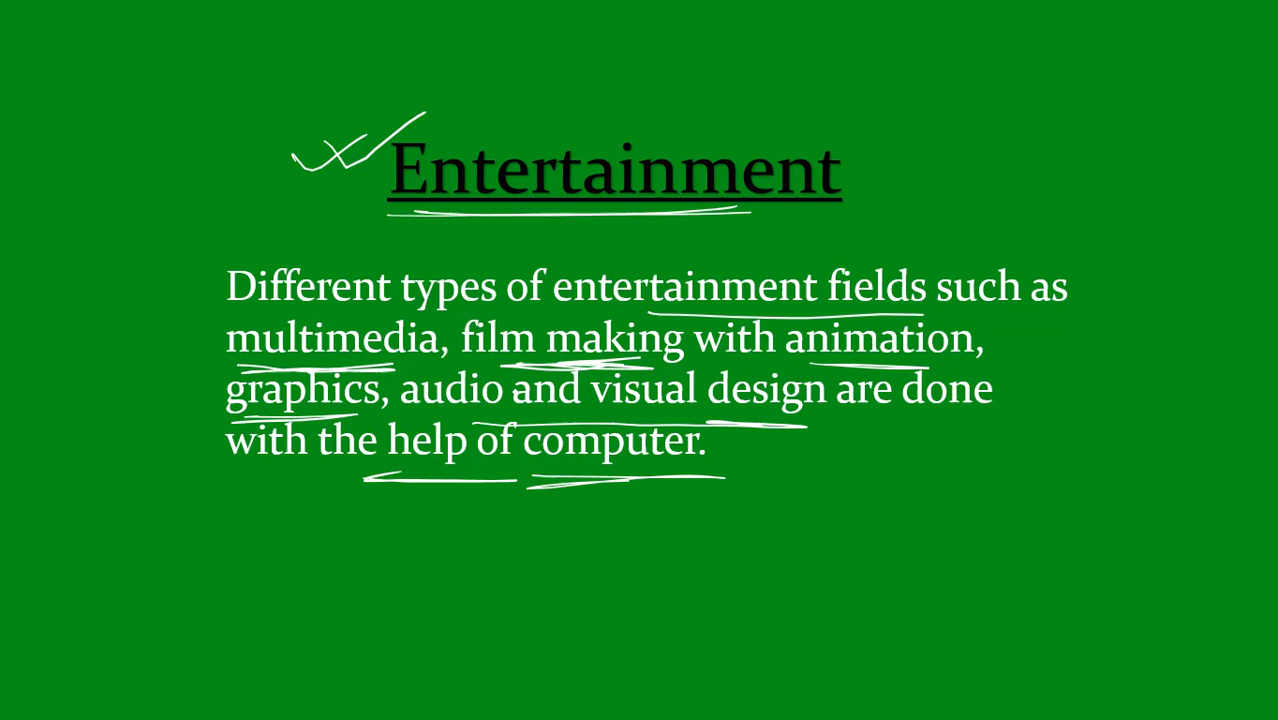 Entertainment
Different types of entertainment fields such as
multimedia, film making with animation,
graphics, audio and visual design are done
with the help of computer.